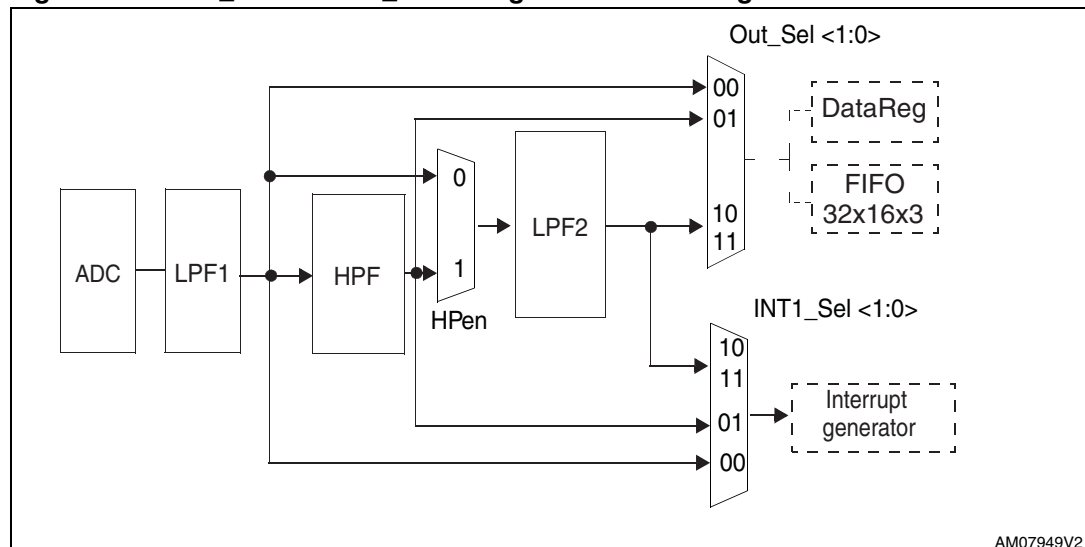 Out_Sel <1:0>
00
01
10
11
DataReg
FIFO
32x16x3
0
1
HPen
ADC
LPF1
HPF
LPF2
INT1_Sel <1:0>
10
11
01
00
Interrupt
generator
AM07949V2